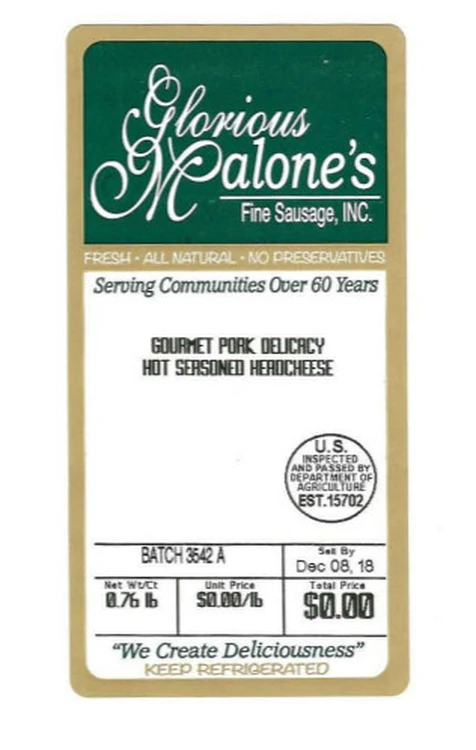 Glorious
Malone's
Fine Sausage, INC.
FRESH • ALL NATURAL • NO PRESERVATIVES
Serving Communities Over 60 Years
GOURMET PORK DELICACY
HOT SEASONED HEADCHEESE
U.S.
INSPECTED
AND PASSED BY
DEPARTMENT OF
AGRICULTURE
EST.15702
BATCH 3542 A
Sell By
Dec 08, 18
Net Wt/Ct
0.76 lb
Unit Price
$0.00/lb
Total Price
$0.00
“We Create Deliciousness”
KEEP REFRIGERATED